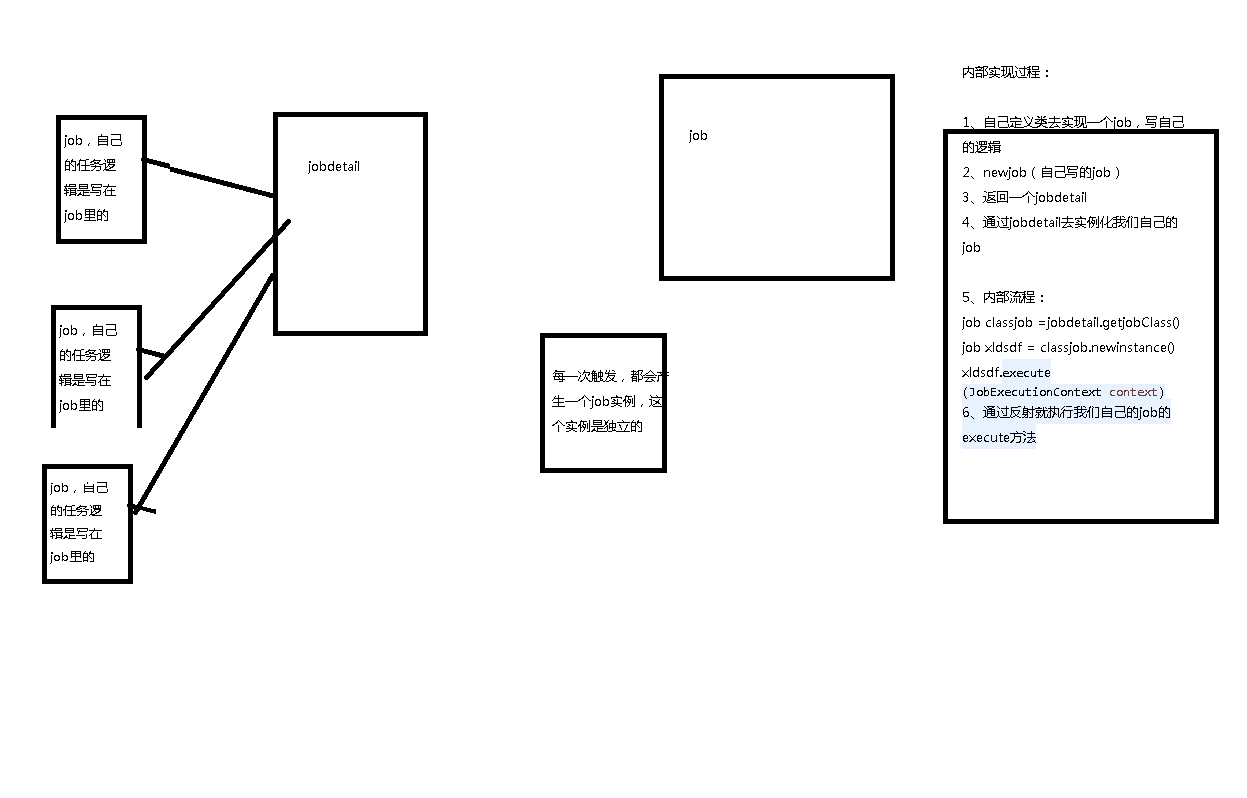 job，自己
的任务逻
辑是写在
job里的
jobdetail
job，自己
的任务逻
辑是写在
job里的
job，自己
的任务逻
辑是写在
job里的
job
每一次触发，都会产
生一个job实例，这
个实例是独立的
内部实现过程：
1、自己定义类去实现一个job，写自己
的逻辑
2、newjob（自己写的job）
3、返回一个jobdetail
4、通过jobdetail去实例化我们自己的
job
5、内部流程：
job classjob =jobdetail.getjobClass()
job xldsdf = classjob.newinstance()
xldsdf.execute
(JobExecutionContext context)
6、通过反射就执行我们自己的job的
execute方法